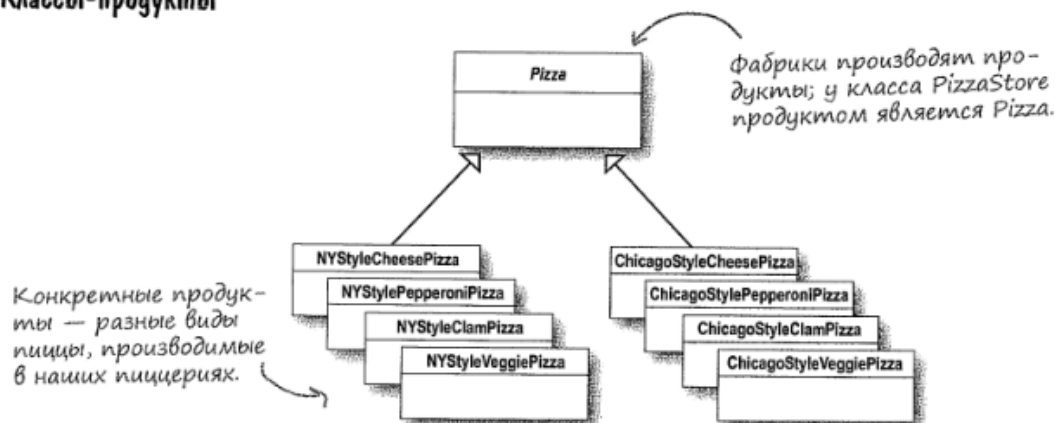 Классы-продукты
Pizza
Фабрики производят про-
дукты; у класса PizzaStore
продуктом является Pizza.
NYStyleCheesePizza
NYStylePepperoniPizza
NYStyleClamPizza
NYStyleVeggiePizza
ChicagoStyleCheesePizza
ChicagoStylePepperoniPizza
ChicagoStyleClamPizza
ChicagoStyleVeggiePizza
Конкретные продук-
ты — разные виды
пиццы, производимые
в наших пиццериях.